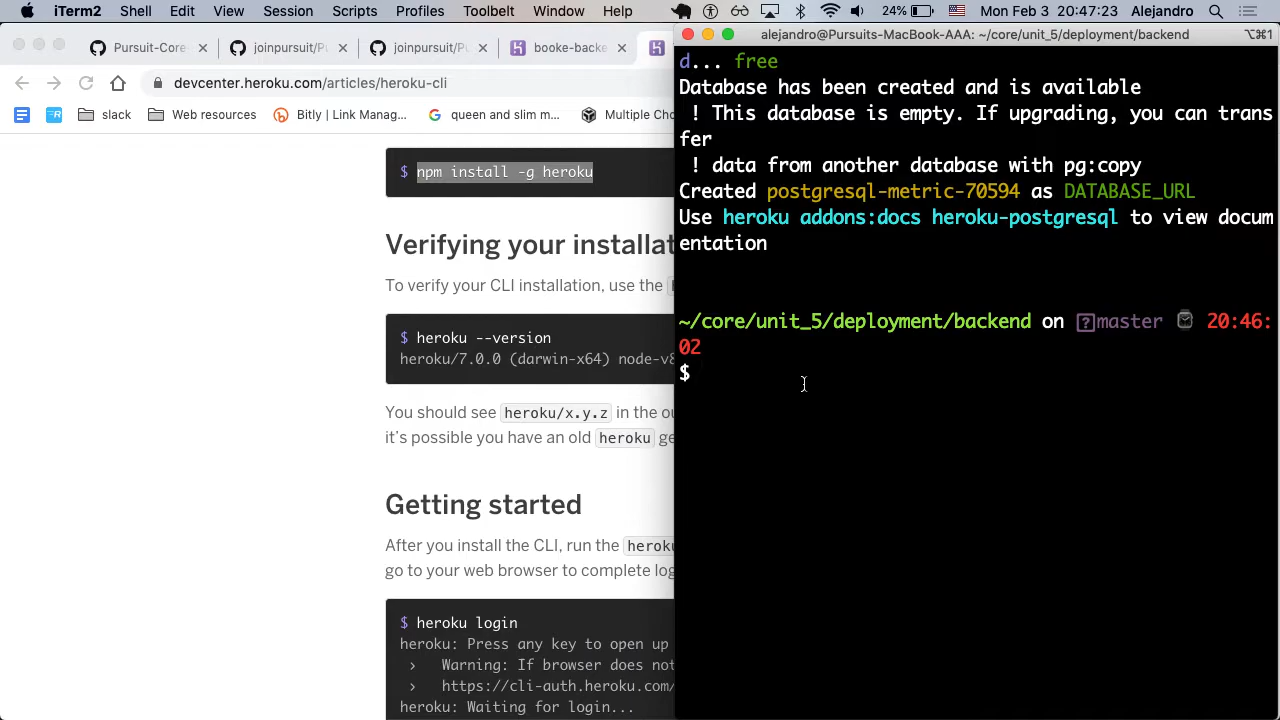 iTerm2 Shell Edit View Session Scripts Profiles Toolbelt Window Help 24% Mon Feb 3 20:47:23 Alejandro
Pursuit-Core- joinpursuit/Pu joinpursuit/Pu booke-backe
devcenter.heroku.com/articles/heroku-cli
slack Web resources Bitly | Link Manag... queen and slim m... Multiple Cho
$ npm install -g heroku
Verifying your installat
To verify your CLI installation, use the
$ heroku --version
heroku/7.0.0 (darwin-x64) node-v8
You should see heroku/x.y.z in the ou
it's possible you have an old heroku ge
Getting started
After you install the CLI, run the heroku
go to your web browser to complete log
$ heroku login
heroku: Press any key to open up
› Warning: If browser does not
› https://cli-auth.heroku.com/
heroku: Waiting for login...
alejandro@Pursuits-MacBook-AAA: ~/core/unit_5/deployment/backend ⌥⌘1
d... free
Database has been created and is available
! This database is empty. If upgrading, you can trans
fer
! data from another database with pg:copy
Created postgresql-metric-70594 as DATABASE_URL
Use heroku addons:docs heroku-postgresql to view docum
entation
~/core/unit_5/deployment/backend on ?master 20:46:
02
$